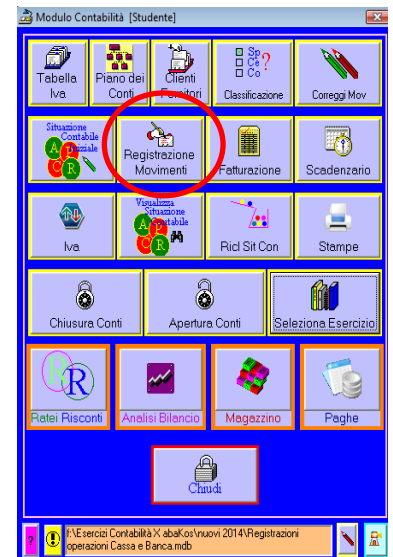 Modulo Contabilità [Studente]
Tabella
Iva
Piano dei
Conti
Clienti
Fornitori
Sp
Ce
Co
?
Classificazione
Correggi Mov
Situazione
Contabile
Iniziale
A P
C R
Registrazione
Movimenti
Fatturazione
Scadenzario
Iva
Visualizza
Situazione
Contabile
A P
C R
Ricl Sit Con
Stampe
Chiusura Conti
Apertura Conti
Seleziona Esercizio
R R
Ratei Risconti
Analisi Bilancio
Magazzino
Paghe
Chiudi
?
!
f:\Esercizi Contabilità X abaKos\nuovi 2014\Registrazioni
operazioni Cassa e Banca.mdb